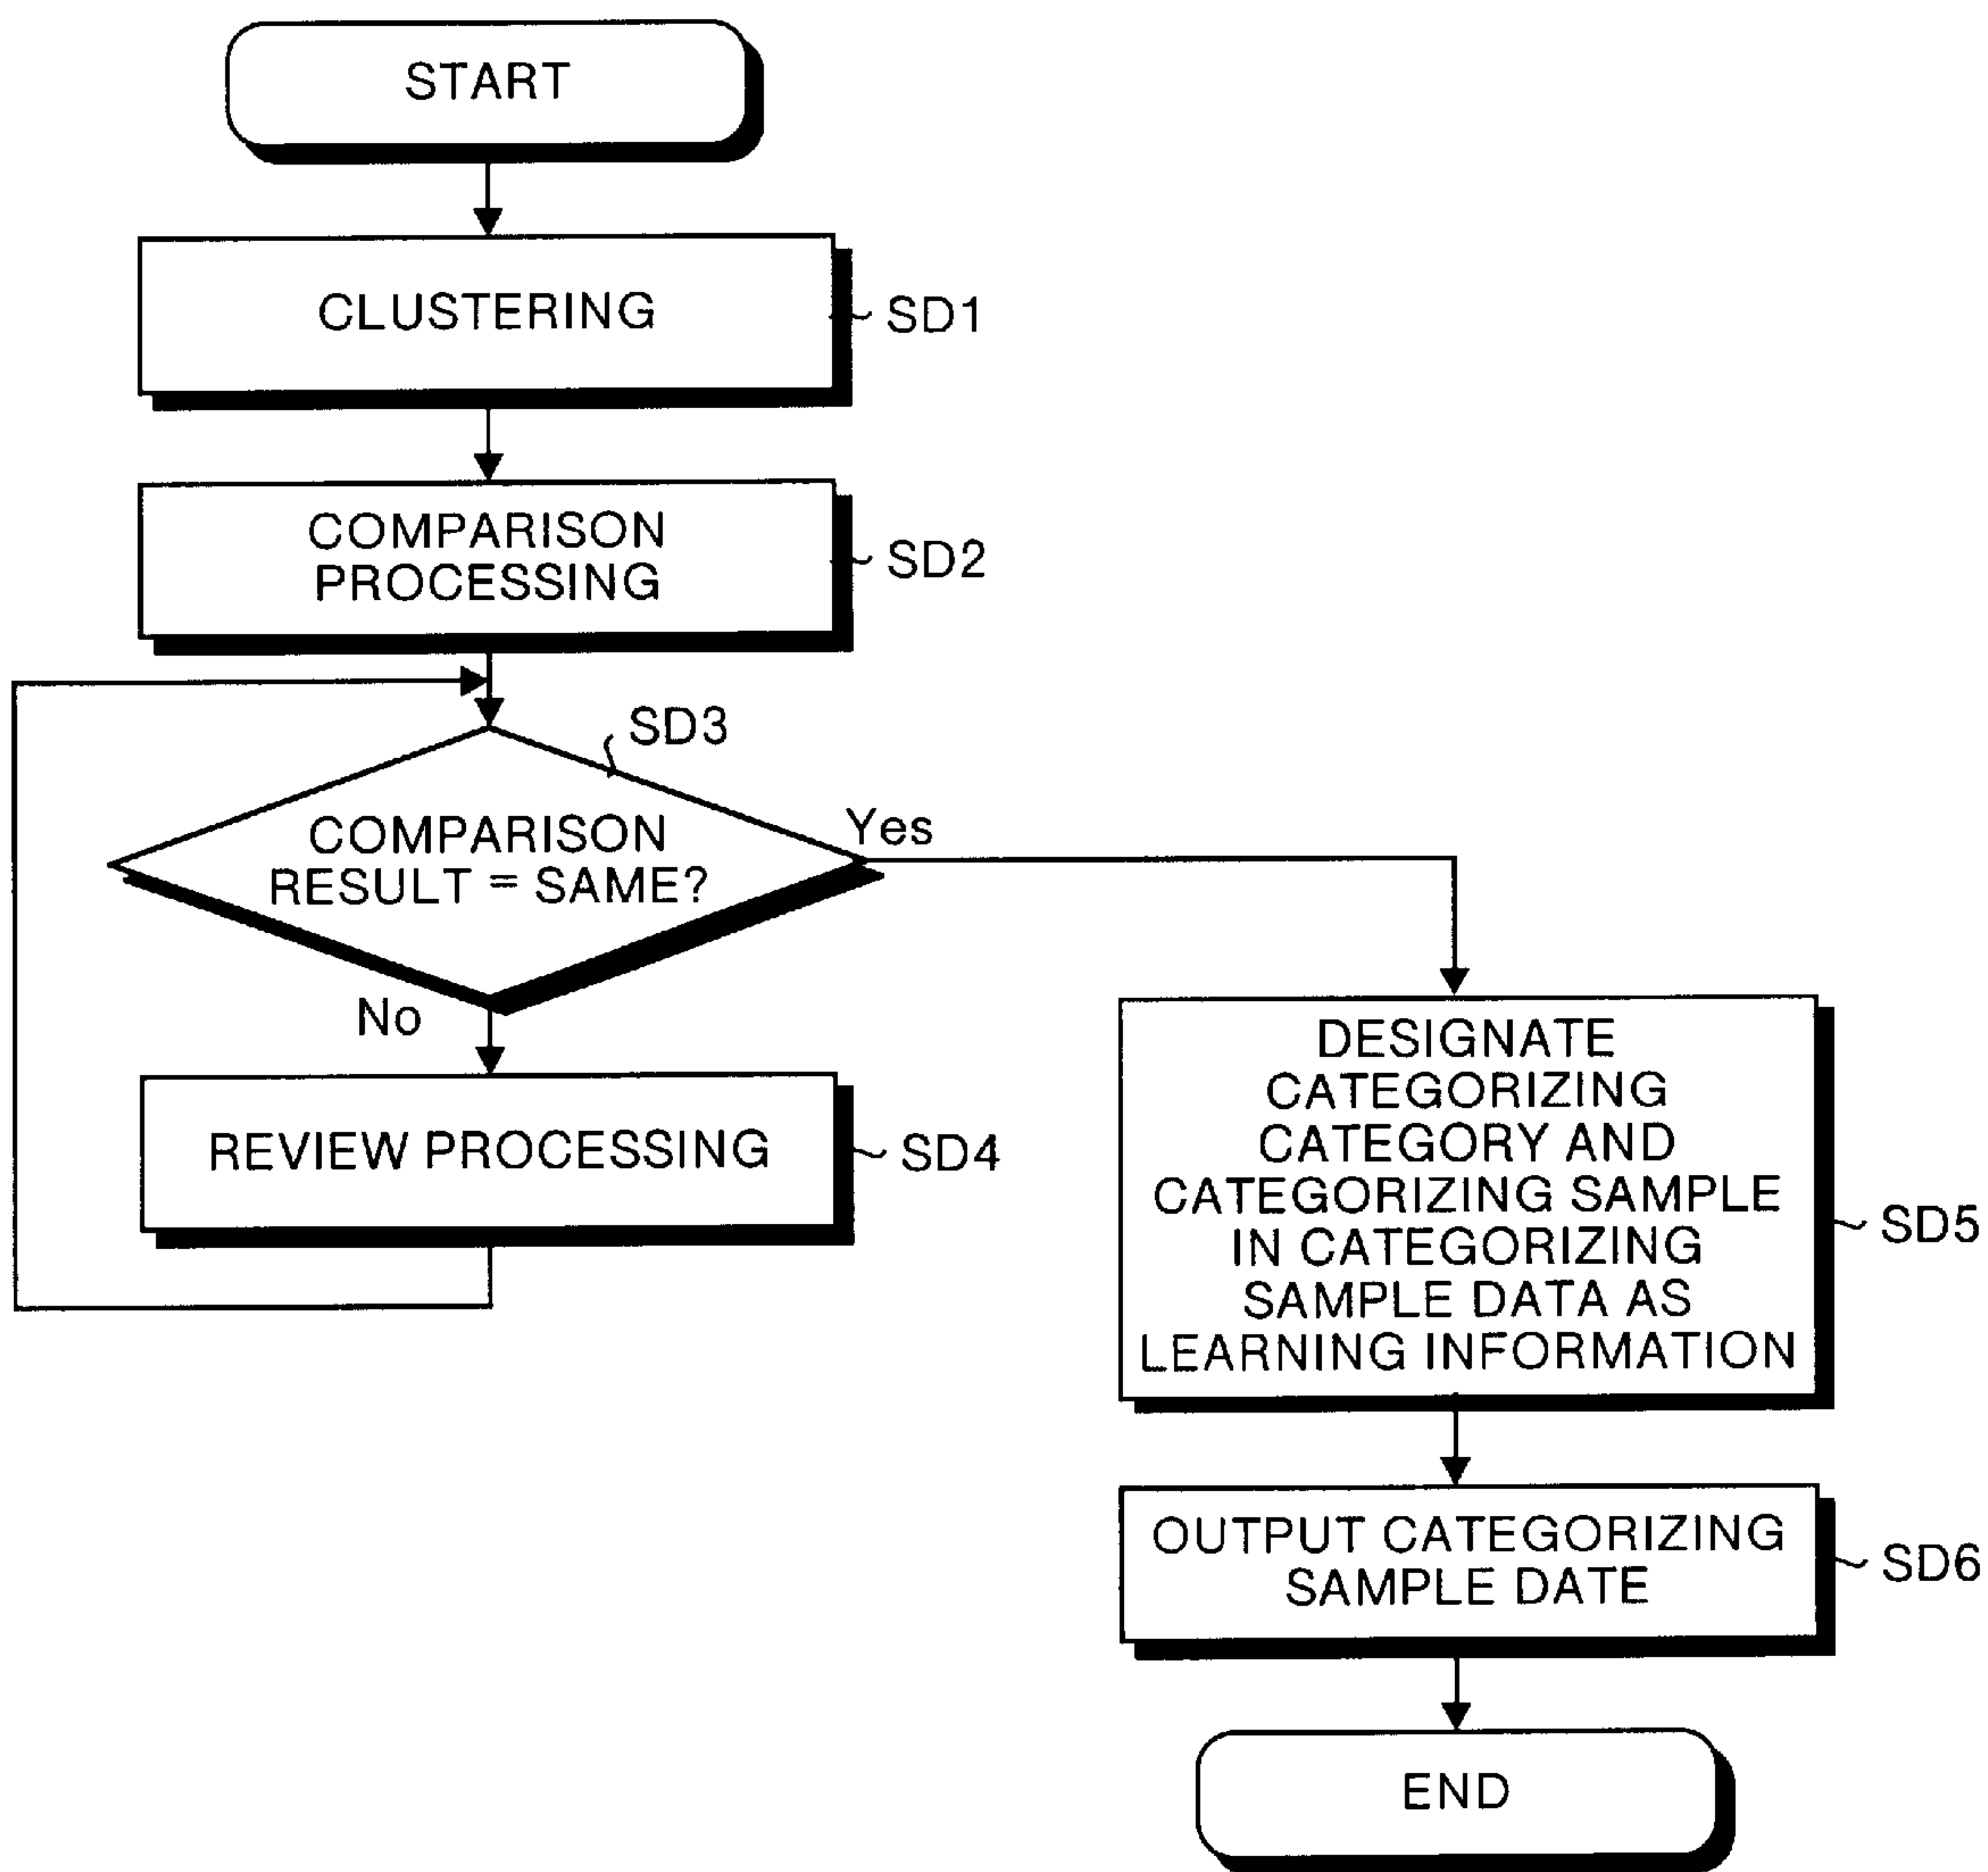 START
CLUSTERING
SD1
COMPARISON
PROCESSING
SD2
SD3
COMPARISON
RESULT = SAME?
Yes
No
REVIEW PROCESSING
SD4
DESIGNATE
CATEGORIZING
CATEGORY AND
CATEGORIZING SAMPLE
IN CATEGORIZING
SAMPLE DATA AS
LEARNING INFORMATION
SD5
OUTPUT CATEGORIZING
SAMPLE DATE
SD6
END